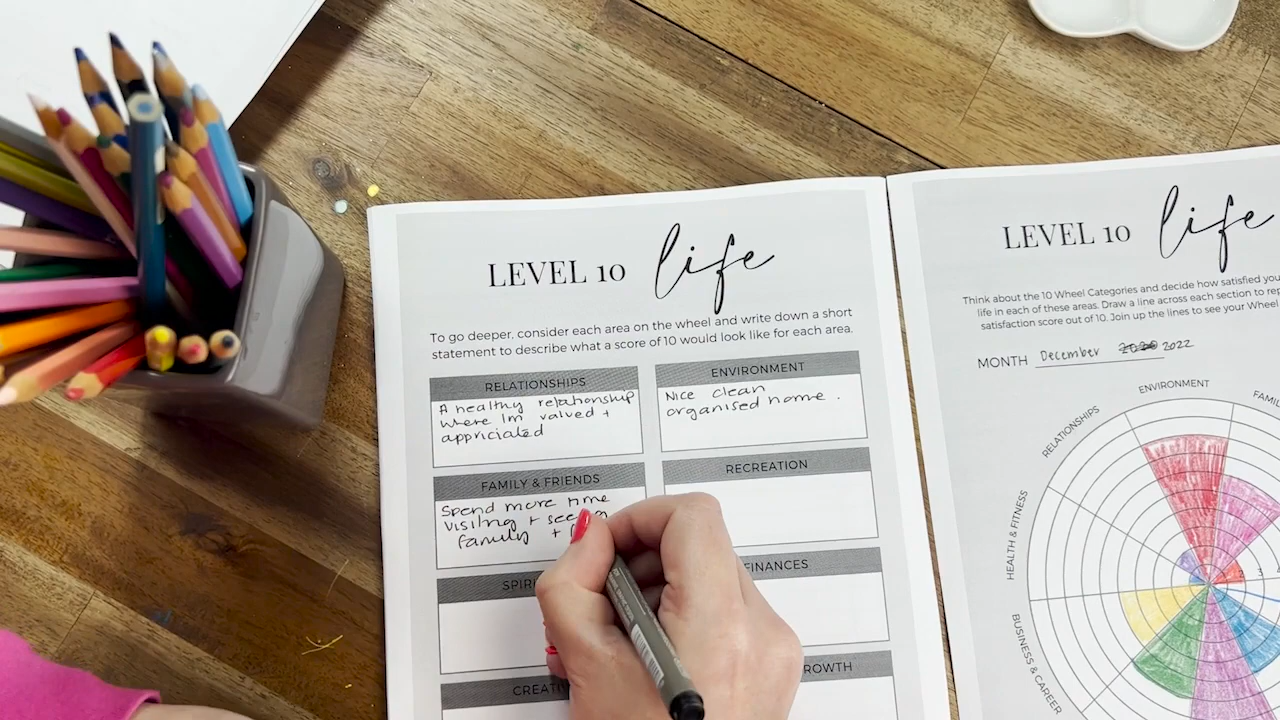 LEVEL 10 life
To go deeper, consider each area on the wheel and write down a short
statement to describe what a score of 10 would look like for each area.
RELATIONSHIPS
A healthy relationship
where Im valued +
appriciated
ENVIRONMENT
Nice clean
organised home.
FAMILY & FRIENDS
Spend more time
visiting +
family +
RECREATION
FINANCES
LEVEL 10 life
Think about the 10 Wheel Categories and decide how satisfied
life in each of these areas. Draw a line across each section to
satisfaction score out of 10. Join up the lines to see your Wheel
MONTH December 2022
RELATIONSHIPS
ENVIRONMENT
HEALTH & FITNESS
BUSINESS & CAREER